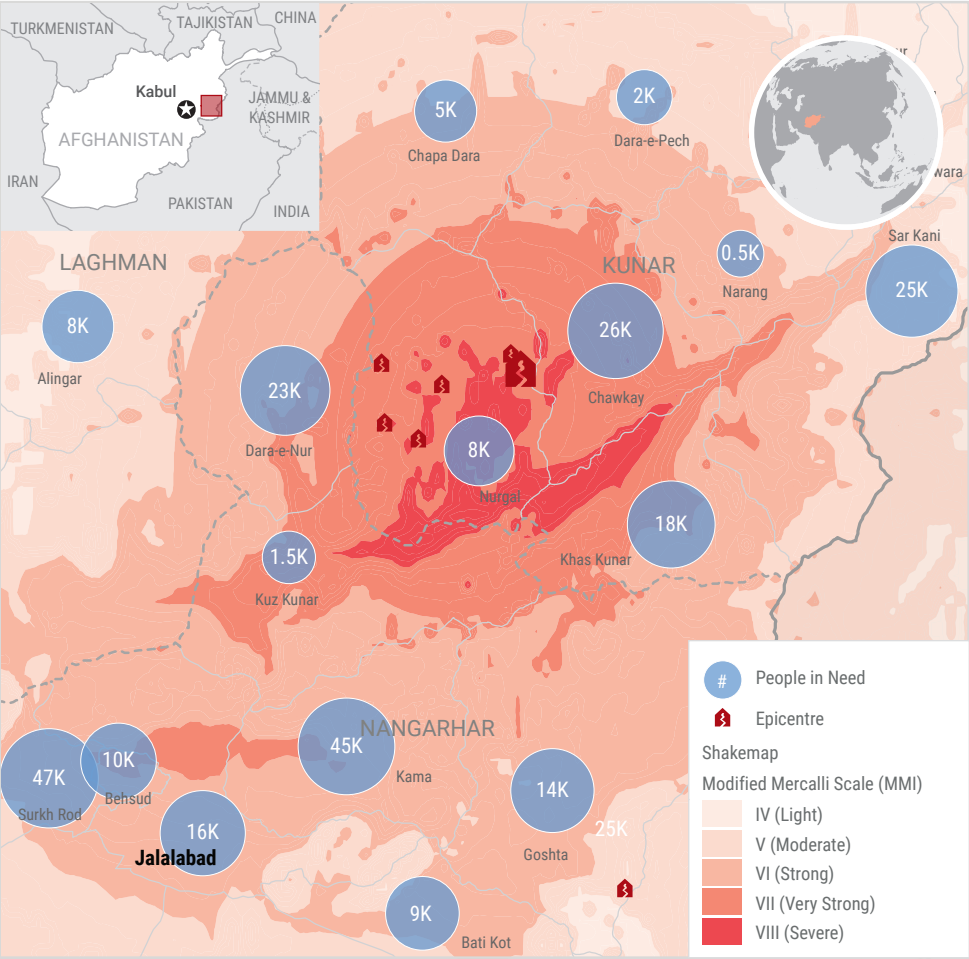 TURKMENISTAN
TAJIKISTAN
CHINA
Kabul
JAMMU &
KASHMIR
AFGHANISTAN
IRAN
PAKISTAN
INDIA
5K
Chapa Dara
2K
Dara-e-Pech
ur
wara
Sar Kani
LAGHMAN
KUNAR
0.5K
Narang
25K
8K
Alingar
26K
Chawkay
23K
Dara-e-Nur
8K
Nurgal
18K
Khas Kunar
1.5K
Kuz Kunar
NANGARHAR
45K
Kama
47K
Surkh Rod
10K
Behsud
16K
Jalalabad
14K
Goshta
25K
9K
Bati Kot
# People in Need
Epicentre
Shakemap
Modified Mercalli Scale (MMI)
IV (Light)
V (Moderate)
VI (Strong)
VII (Very Strong)
VIII (Severe)